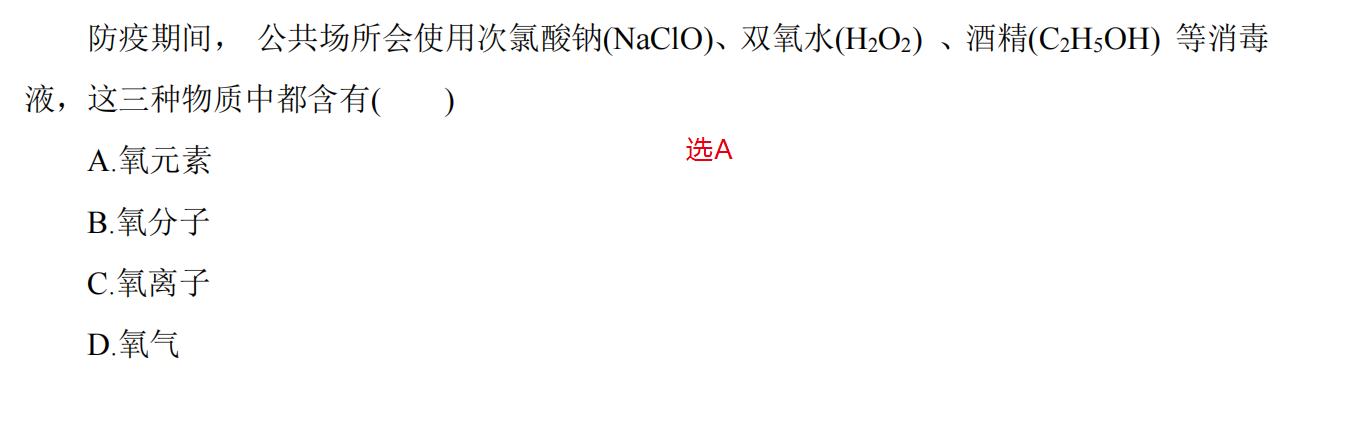 防疫期间， 公共场所会使用次氯酸钠(NaClO)、双氧水(H₂O₂) 、酒精(C₂H₅OH) 等消毒
液，这三种物质中都含有(　　)
选A
A.氧元素
B.氧分子
C.氧离子
D.氧气